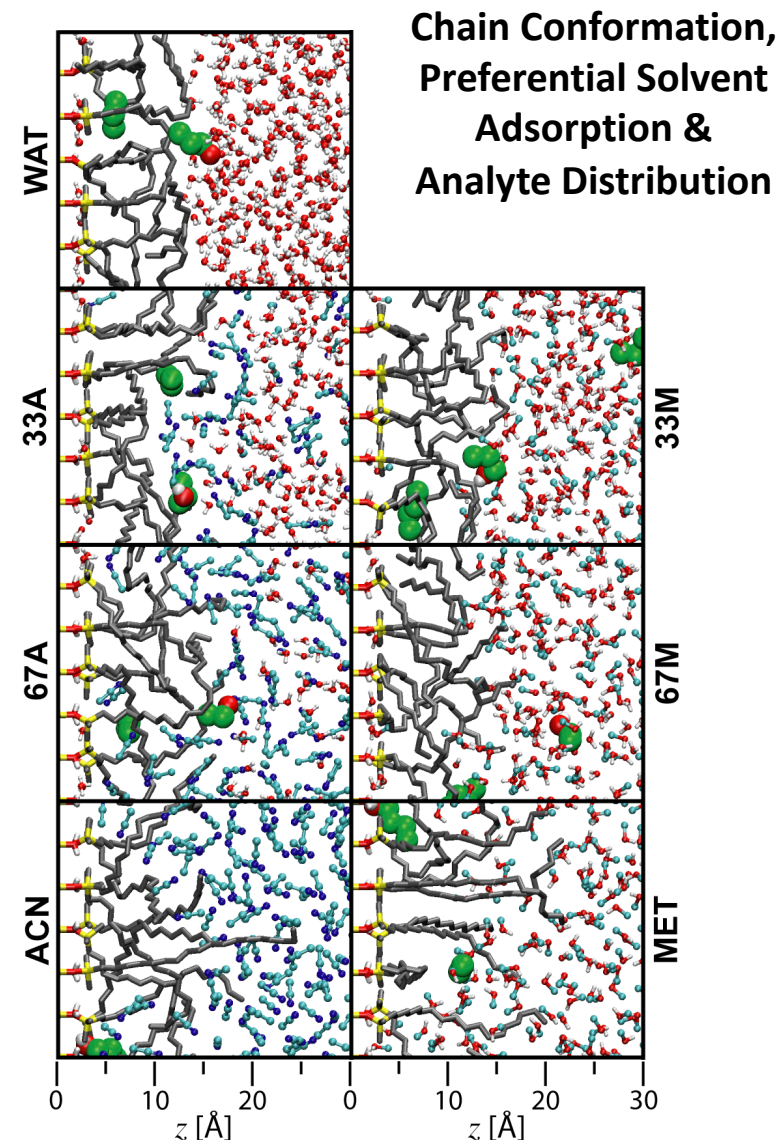 Chain Conformation,
Preferential Solvent
Adsorption &
Analyte Distribution
WAT
33A
33M
67A
67M
ACN
MET
0 10 20 0 10 20 30
z [Å] z [Å]